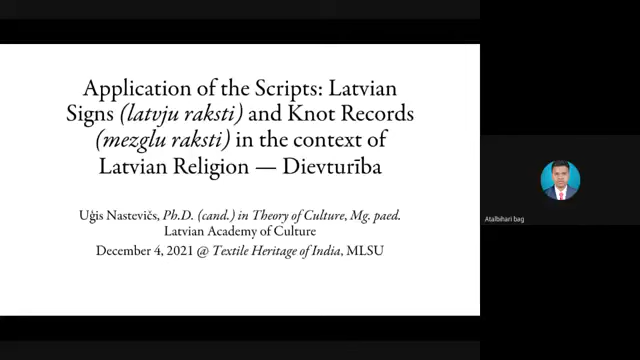 Application of the Scripts: Latvian
Signs (latvju raksti) and Knot Records
(mezglu raksti) in the context of
Latvian Religion — Dievturība
Uģis Nastevičs, Ph.D. (cand.) in Theory of Culture, Mg. paed.
Latvian Academy of Culture
December 4, 2021 @ Textile Heritage of India, MLSU
Atalbihari bag